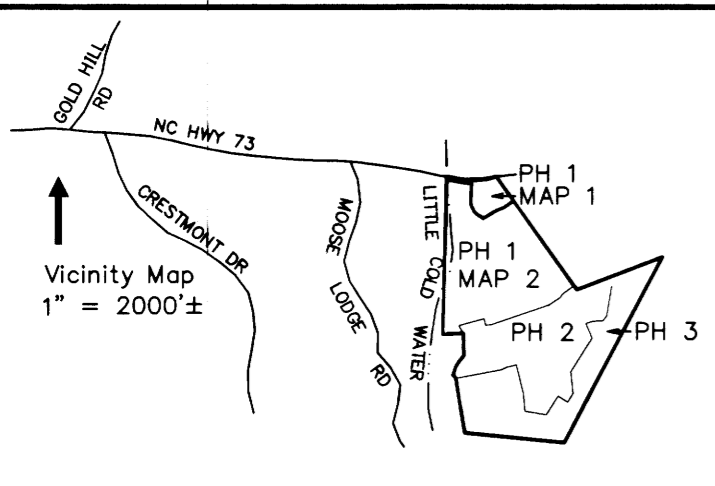 GOLD HILL
RD
NC HWY 73
CRESTMONT DR
MOOSE
LODGE
RD
LITTLE
COLD
WATER
PH 1
MAP 1
PH 1
MAP 2
PH 2
PH 3
Vicinity Map
1" = 2000'±